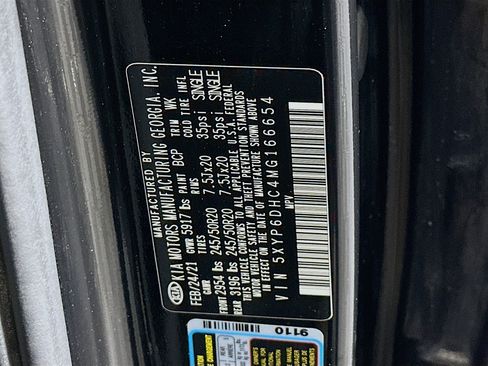 MANUFACTURED BY
KIA KIA MOTORS MANUFACTURING GEORGIA, INC.
FEB/24/21 GVWR 5917 lbs PAINT BCP TRIM WK
GAWR TIRES RIMS COLD TIRE INFL
FRONT 2954 lbs 245/50R20 7.5Jx20 35psi SINGLE
REAR 3196 lbs 245/50R20 7.5Jx20 35psi SINGLE
THIS VEHICLE CONFORMS TO ALL APPLICABLE U.S.A. FEDERAL
MOTOR VEHICLE SAFETY AND THEFT PREVENTION STANDARDS
IN EFFECT ON THE DATE OF MANUFACTURE SHOWN ABOVE
VIN 5XYP6DHC4MG166654
MPV
9110